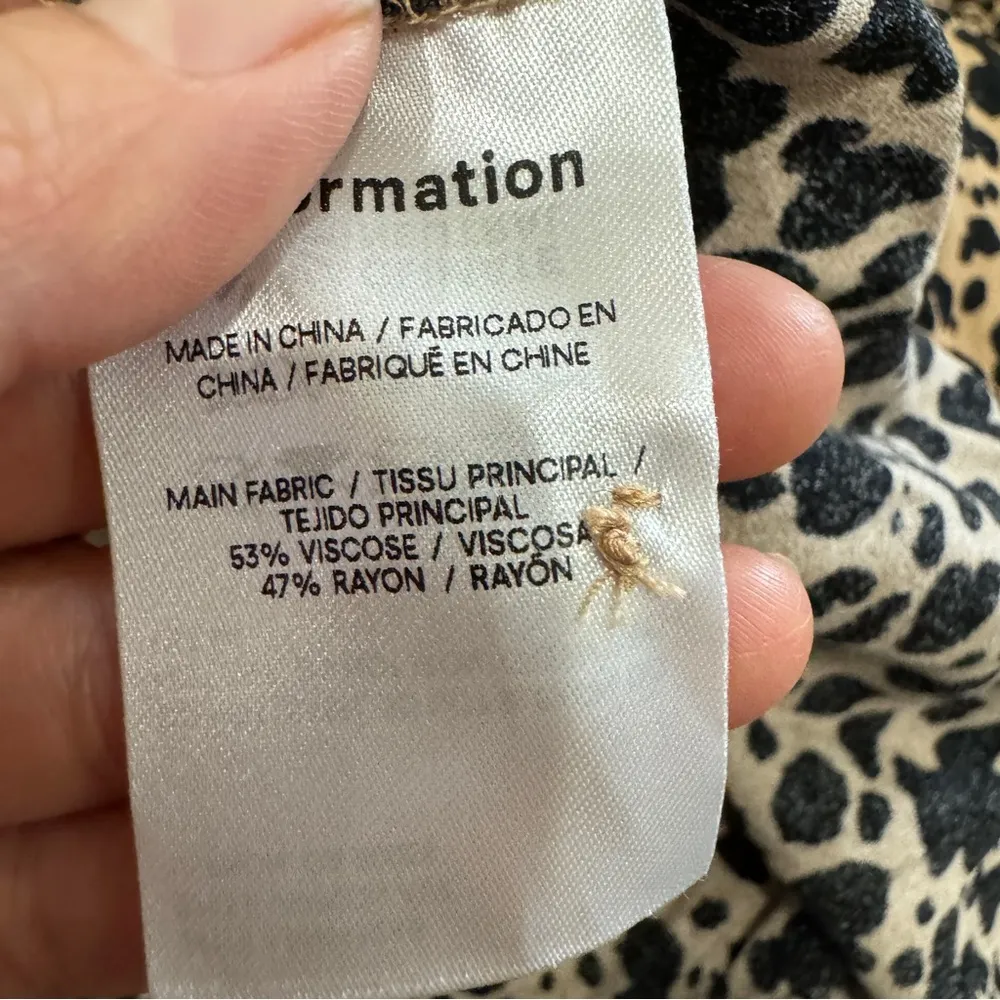 ormation
MADE IN CHINA / FABRICADO EN
CHINA / FABRIQUÉ EN CHINE
MAIN FABRIC / TISSU PRINCIPAL /
TEJIDO PRINCIPAL
53% VISCOSE / VISCOSA
47% RAYON / RAYÓN